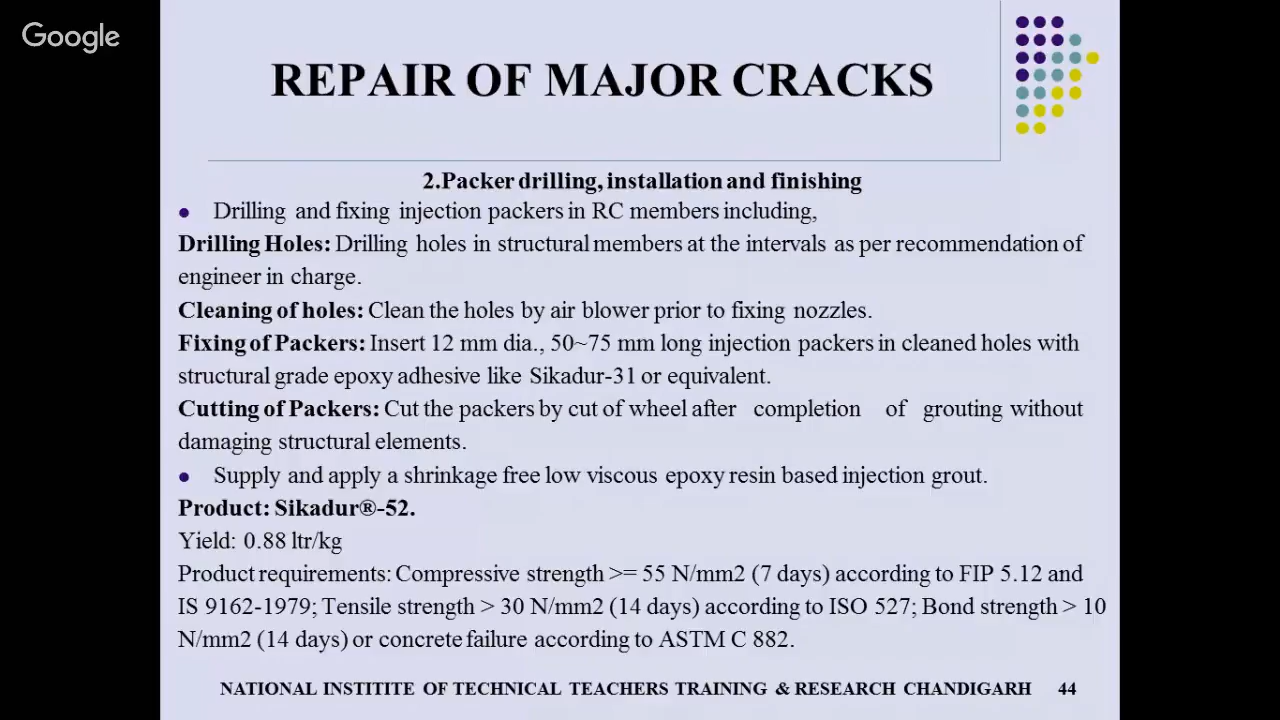 Google
REPAIR OF MAJOR CRACKS
2.Packer drilling, installation and finishing
● Drilling and fixing injection packers in RC members including,
Drilling Holes: Drilling holes in structural members at the intervals as per recommendation of
engineer in charge.
Cleaning of holes: Clean the holes by air blower prior to fixing nozzles.
Fixing of Packers: Insert 12 mm dia., 50~75 mm long injection packers in cleaned holes with
structural grade epoxy adhesive like Sikadur-31 or equivalent.
Cutting of Packers: Cut the packers by cut of wheel after completion of grouting without
damaging structural elements.
● Supply and apply a shrinkage free low viscous epoxy resin based injection grout.
Product: Sikadur®-52.
Yield: 0.88 ltr/kg
Product requirements: Compressive strength >= 55 N/mm2 (7 days) according to FIP 5.12 and
IS 9162-1979; Tensile strength > 30 N/mm2 (14 days) according to ISO 527; Bond strength > 10
N/mm2 (14 days) or concrete failure according to ASTM C 882.
NATIONAL INSTITITE OF TECHNICAL TEACHERS TRAINING & RESEARCH CHANDIGARH 44